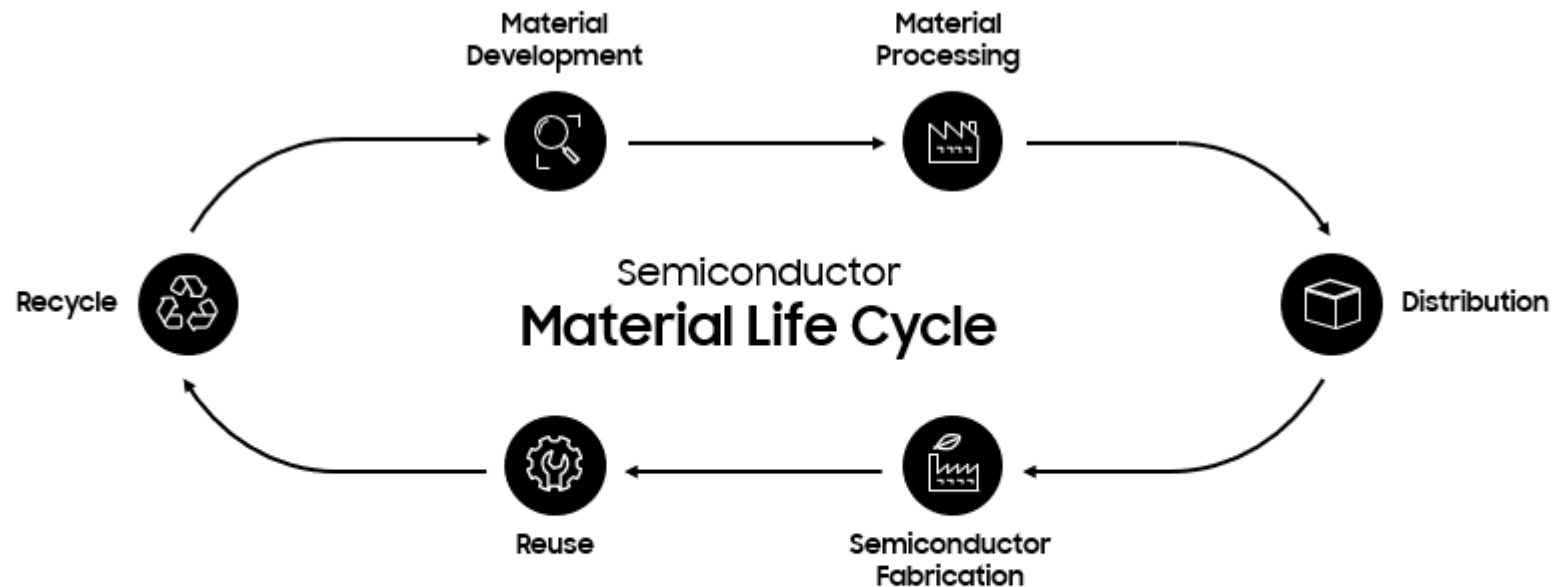 Material
Development
Material
Processing
Recycle
Semiconductor
Material Life Cycle
Distribution
Reuse
Semiconductor
Fabrication